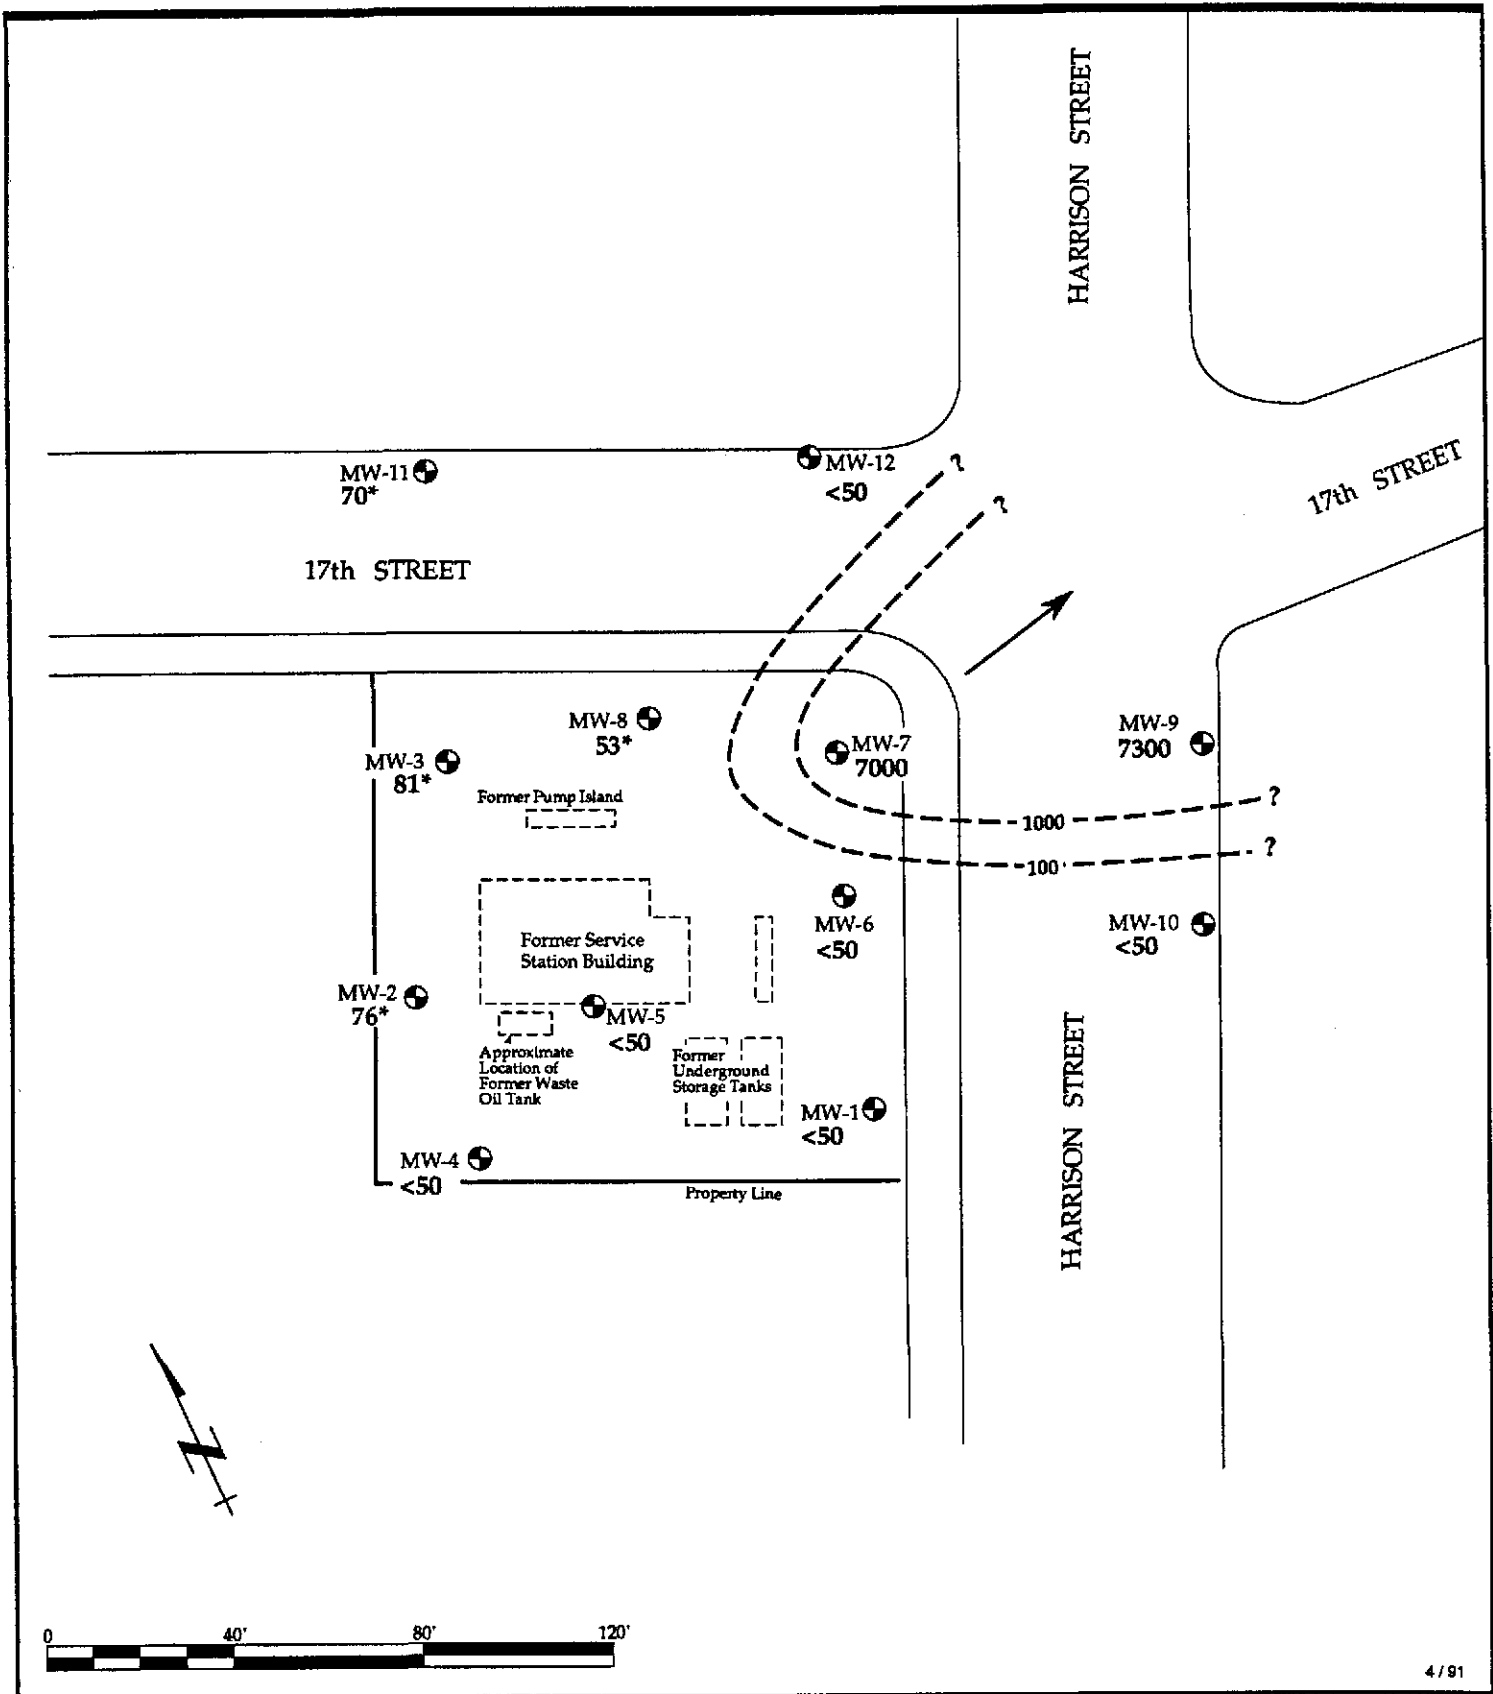 HARRISON STREET
MW-11
70*
MW-12
<50
?
?
17th STREET
17th STREET
MW-8
53*
MW-3
81*
MW-7
7000
MW-9
7300
Former Pump Island
1000
?
100
?
MW-6
<50
MW-10
<50
Former Service
Station Building
MW-2
76*
MW-5
<50
Approximate
Location of
Former Waste
Oil Tank
Former
Underground
Storage Tanks
MW-1
<50
HARRISON STREET
MW-4
<50
Property Line
N
0 40' 80' 120'
4/91